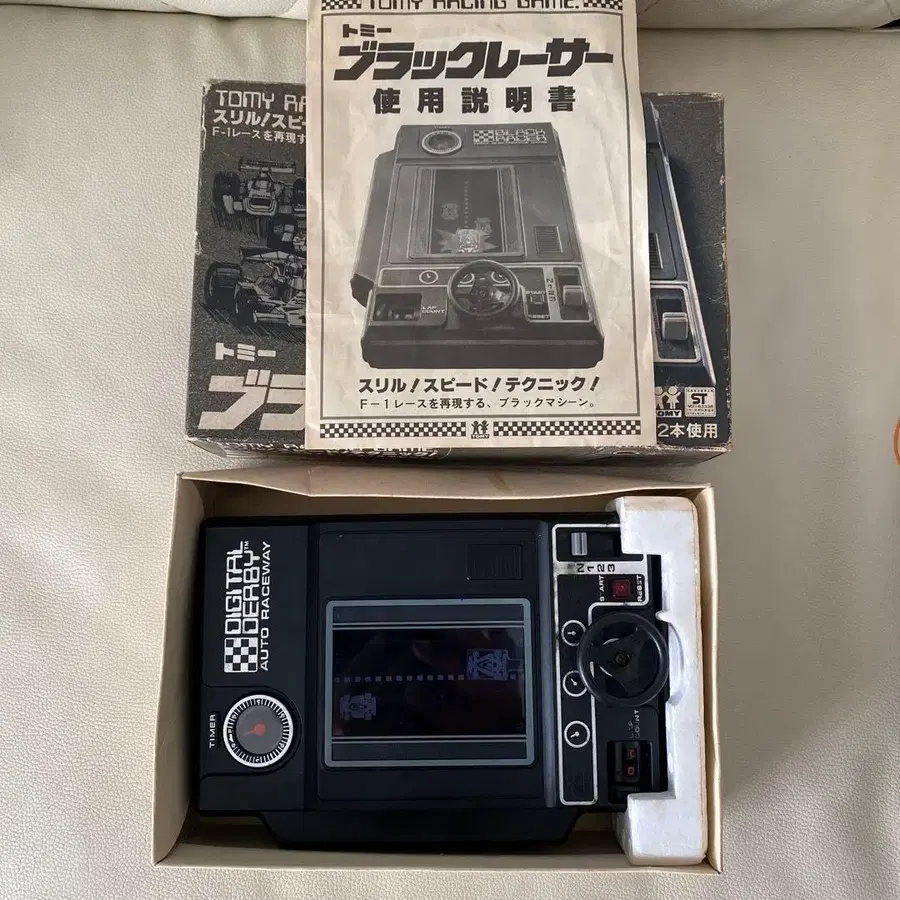 TOMY RACING GAME.
トミー
ブラックレーサー
使用説明書
BLACK
RACER
LAP
COUNT
START
RESET
スリル!スピード!テクニック!
F-1レースを再現する、ブラックマシーン。
TOMY
TOMY RA
スリル!スピー
F-1レースを再現す
トミー
ブラ
TOMY
ST
2本使用
DIGITAL
DERBY™
AUTO RACEWAY
TIMER
N 1 2 3
START
RESET
COUNT